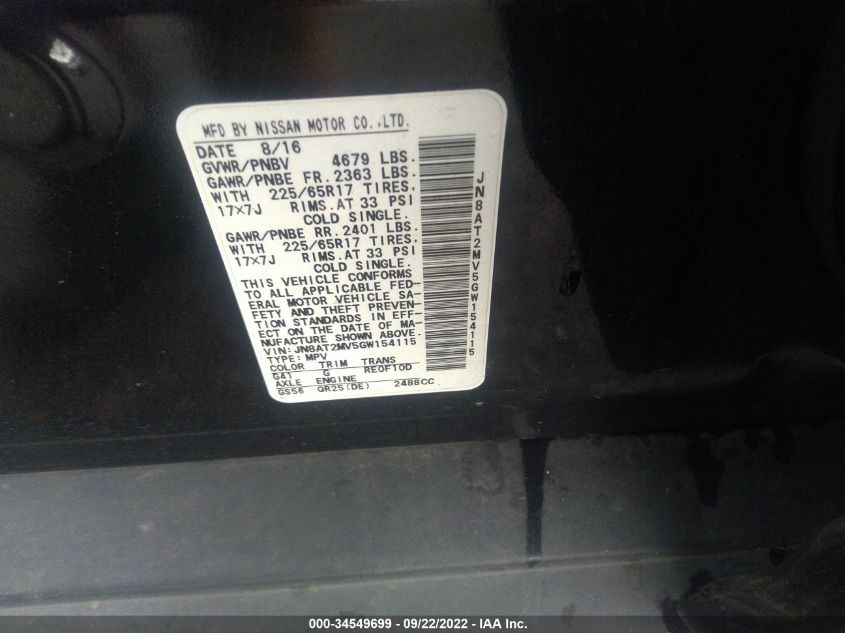 MFD BY NISSAN MOTOR CO.,LTD.
DATE 8/16
GVWR/PNBV 4679 LBS.
GAWR/PNBE FR. 2363 LBS.
WITH 225/65R17 TIRES,
17X7J RIMS.AT 33 PSI
COLD SINGLE.
GAWR/PNBE RR. 2401 LBS.
WITH 225/65R17 TIRES,
17X7J RIMS.AT 33 PSI
COLD SINGLE.
THIS VEHICLE CONFORMS
TO ALL APPLICABLE FED-
ERAL MOTOR VEHICLE SA-
FETY AND THEFT PREVEN-
TION STANDARDS IN EFF-
ECT ON THE DATE OF MA-
NUFACTURE SHOWN ABOVE.
VIN:JN8AT2MV5GW154115
TYPE:MPV
COLOR TRIM TRANS
G41 G RE0F10D
AXLE ENGINE
GS56 QR25(DE) 2488CC
JN8AT2MV5GW154115
000-34549699 - 09/22/2022 - IAA Inc.